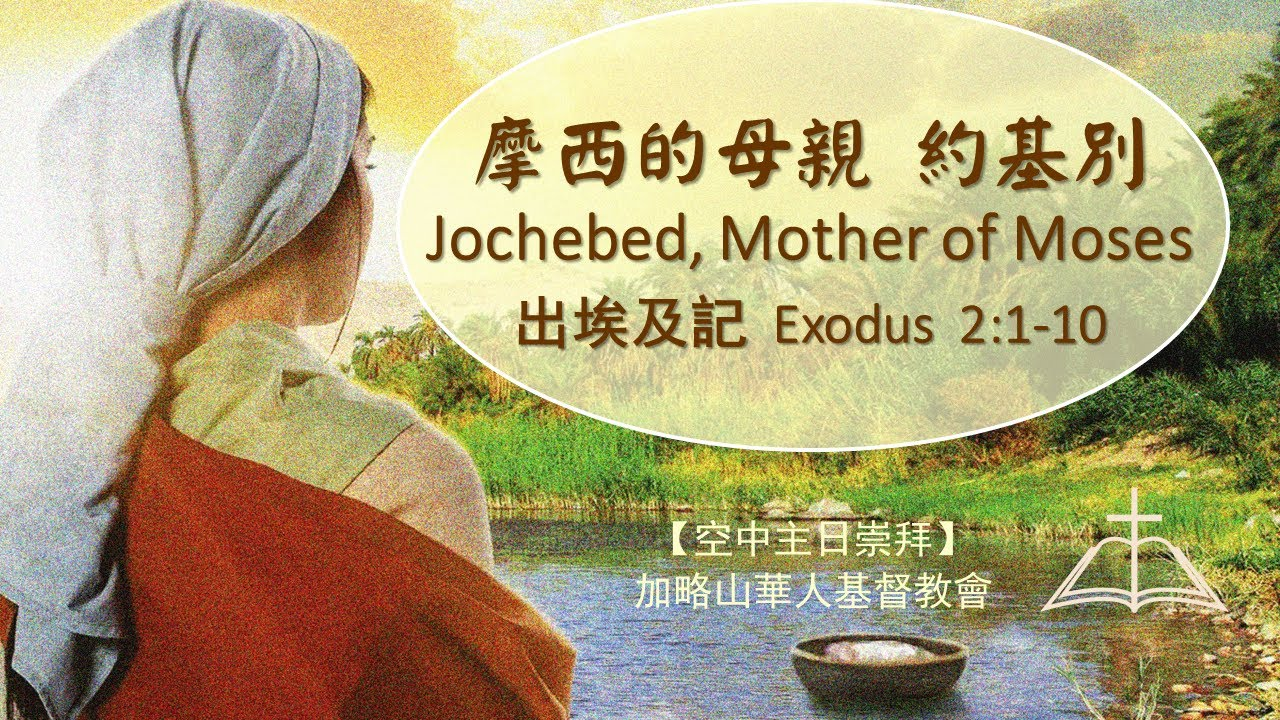 摩西的母親 約基別
Jochebed, Mother of Moses
出埃及記 Exodus 2:1-10
【空中主日崇拜】
加略山華人基督教會